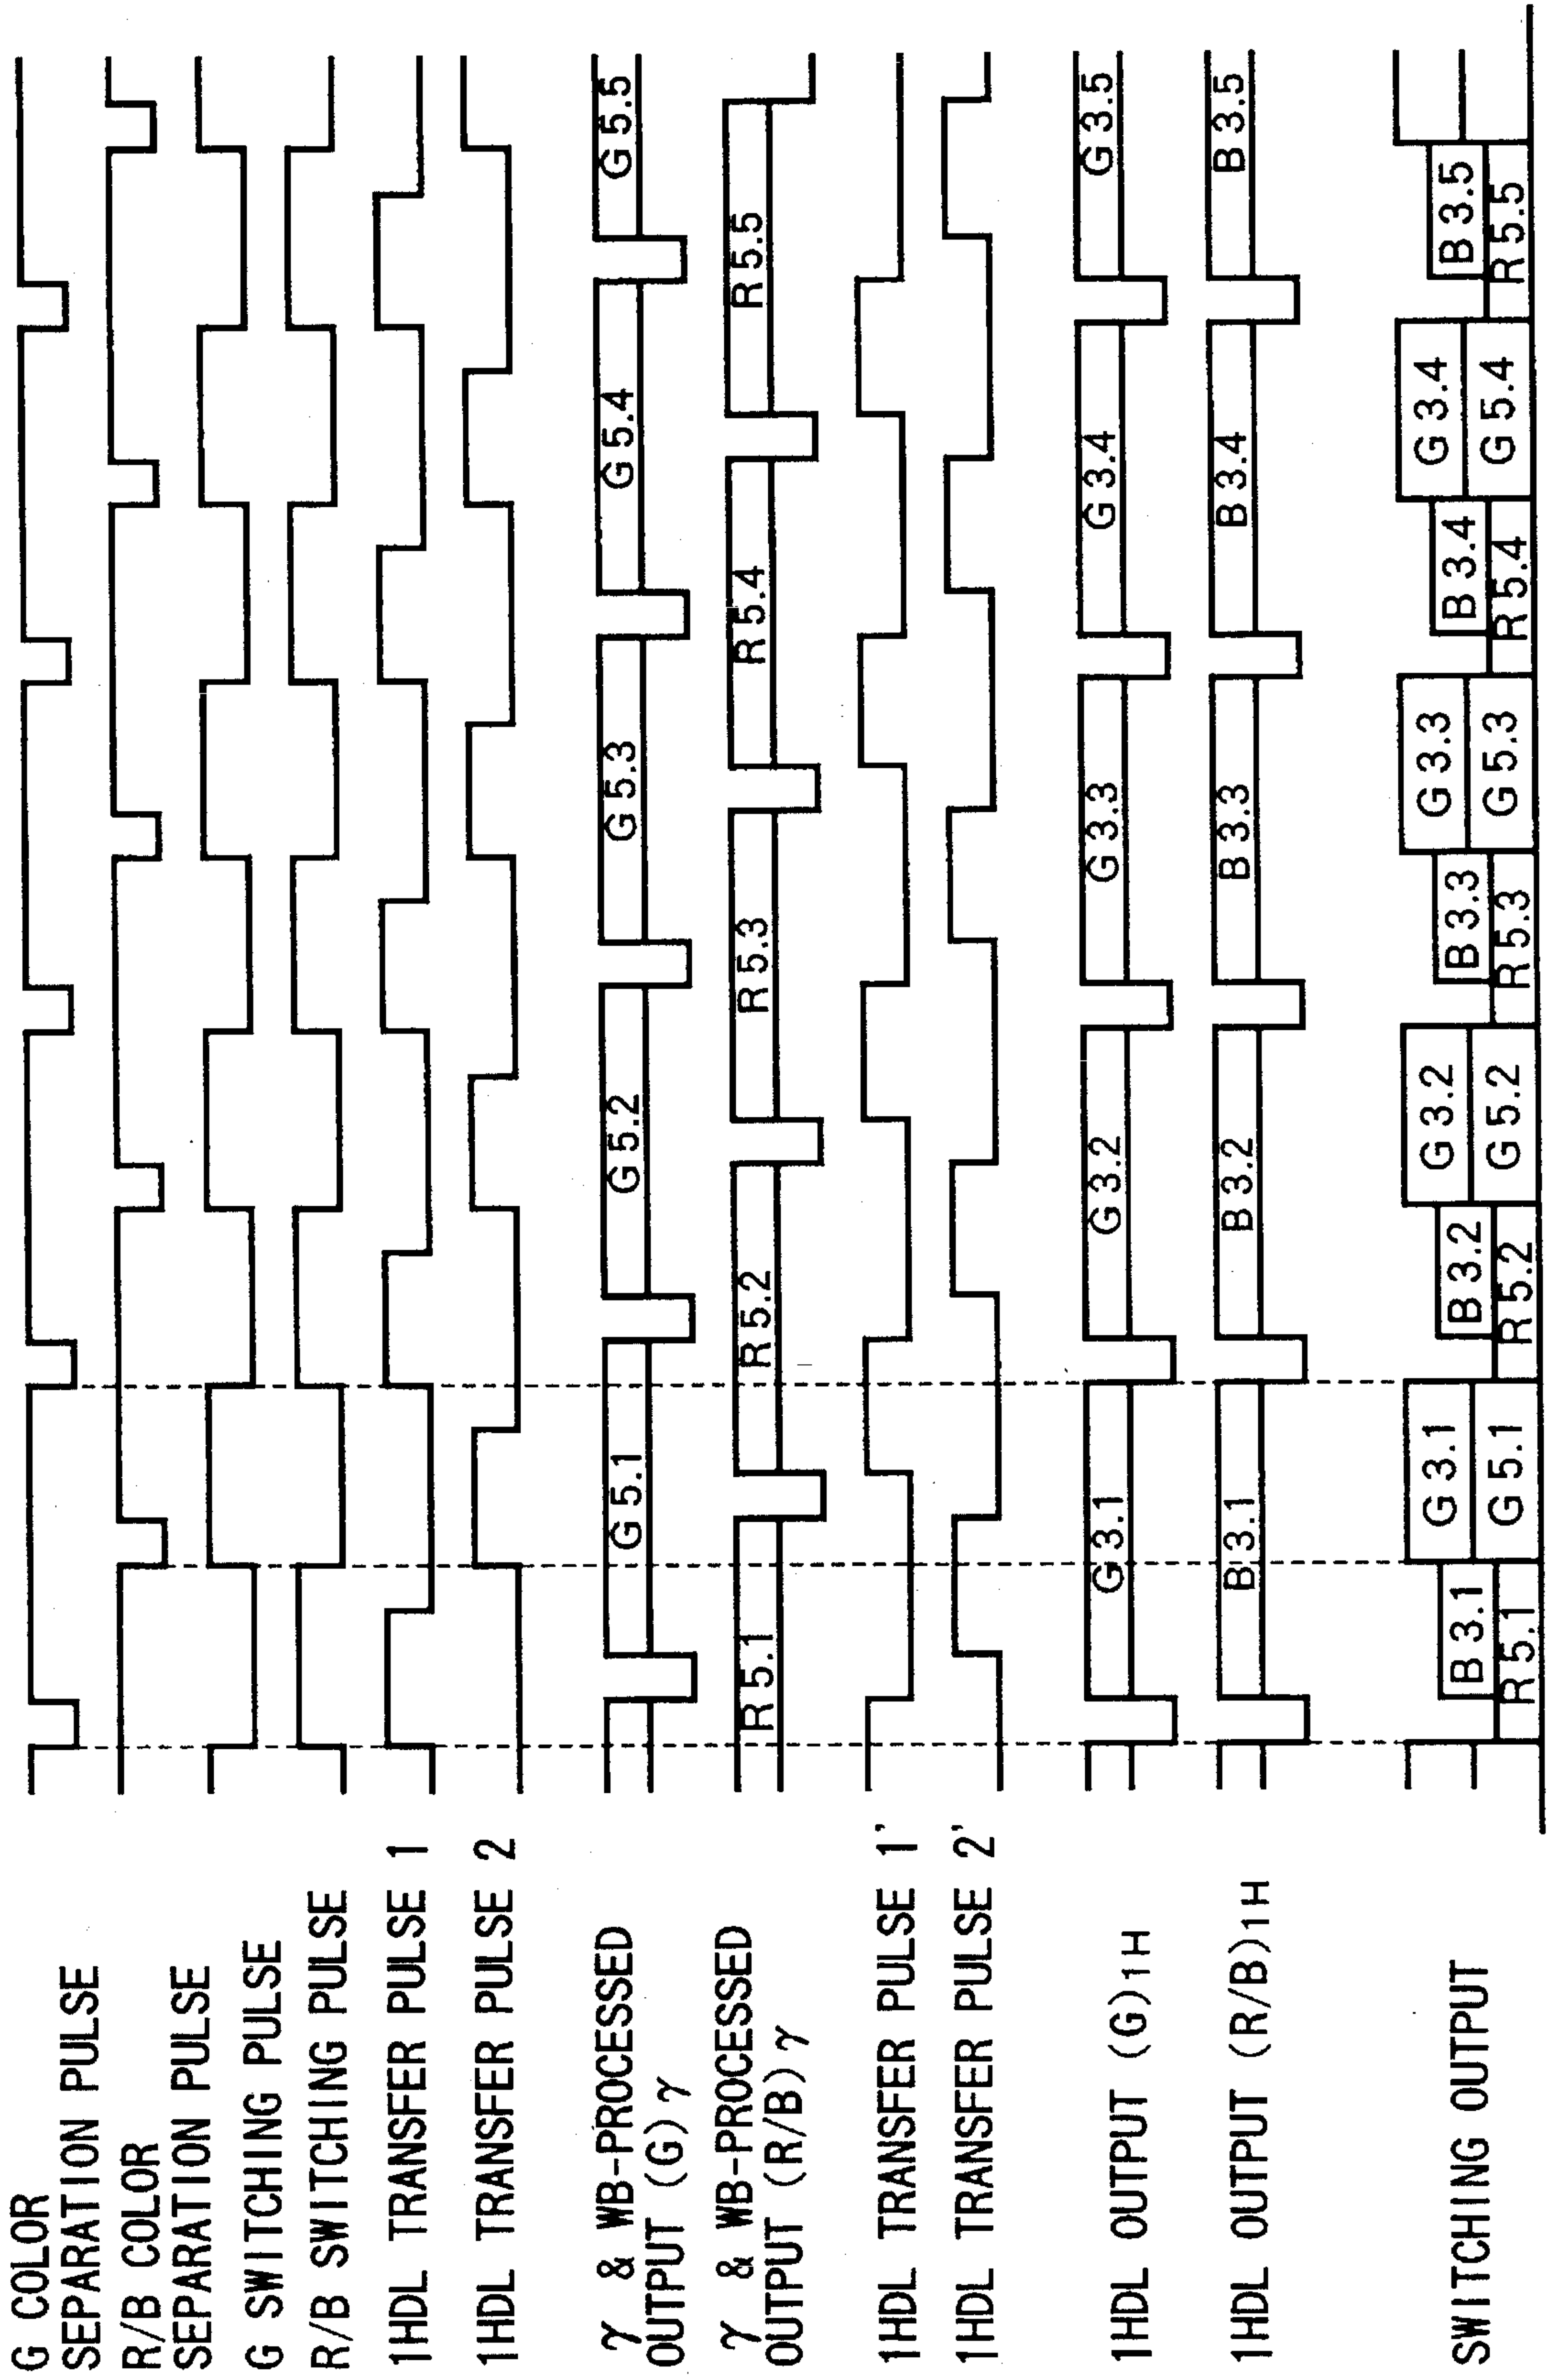 G COLOR
SEPARATION PULSE
R/B COLOR
SEPARATION PULSE
G SWITCHING PULSE
R/B SWITCHING PULSE
1HDL TRANSFER PULSE 1
1HDL TRANSFER PULSE 2
γ & WB-PROCESSED
OUTPUT (G)γ
G5.1 G5.2 G5.3 G5.4 G5.5
γ & WB-PROCESSED
OUTPUT (R/B)γ
R5.1 R5.2 R5.3 R5.4 R5.5
1HDL TRANSFER PULSE 1'
1HDL TRANSFER PULSE 2'
1HDL OUTPUT (G)1H
G3.1 G3.2 G3.3 G3.4 G3.5
1HDL OUTPUT (R/B)1H
B3.1 B3.2 B3.3 B3.4 B3.5
SWITCHING OUTPUT
G3.1 G3.2 G3.3 G3.4
B3.1 B3.2 B3.3 B3.4 B3.5
G5.1 G5.2 G5.3 G5.4
R5.1 R5.2 R5.3 R5.4 R5.5